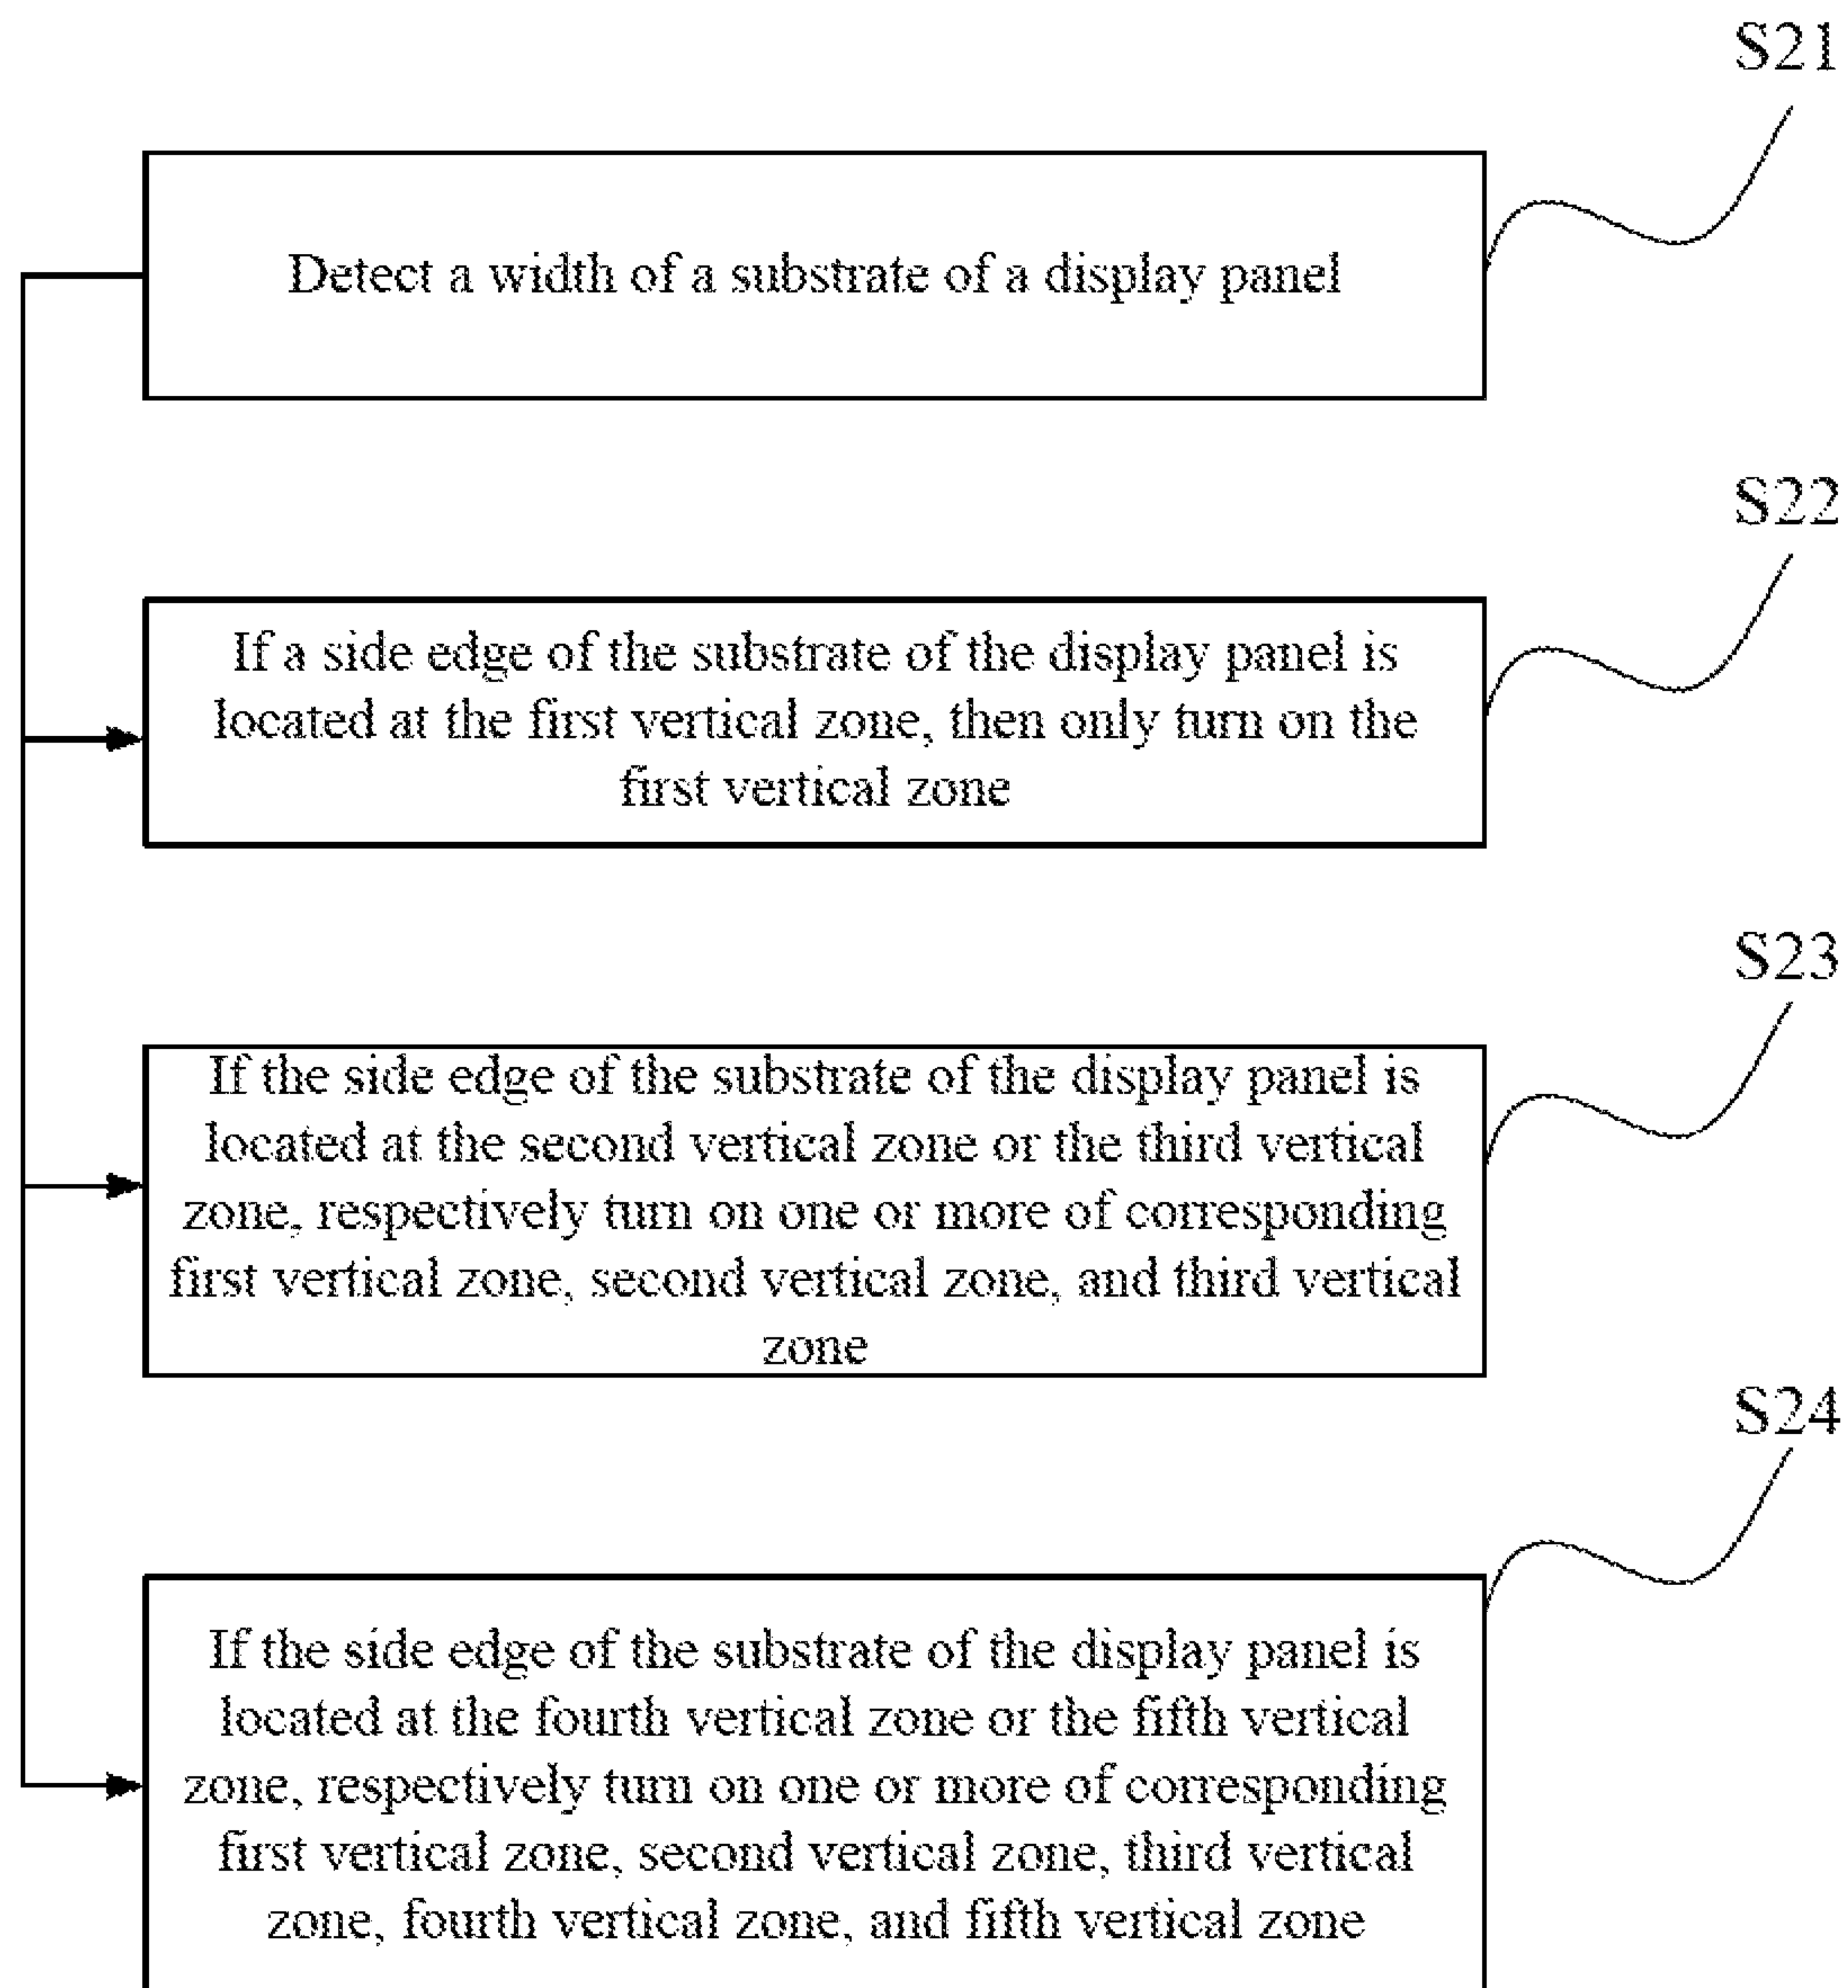 S21
Detect a width of a substrate of a display panel
S22
If a side edge of the substrate of the display panel is
located at the first vertical zone, then only turn on the
first vertical zone
S23
If the side edge of the substrate of the display panel is
located at the second vertical zone or the third vertical
zone, respectively turn on one or more of corresponding
first vertical zone, second vertical zone, and third vertical
zone
S24
If the side edge of the substrate of the display panel is
located at the fourth vertical zone or the fifth vertical
zone, respectively turn on one or more of corresponding
first vertical zone, second vertical zone, third vertical
zone, fourth vertical zone, and fifth vertical zone